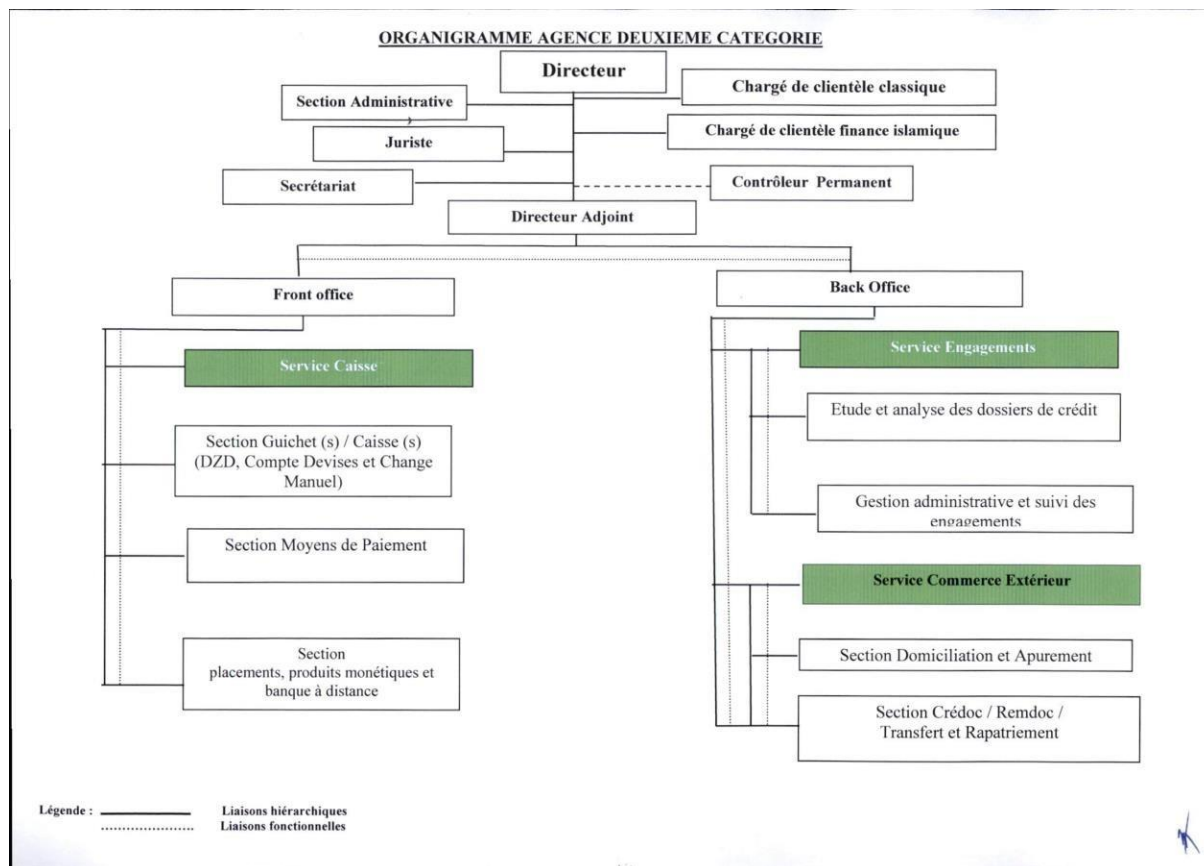 ORGANIGRAMME AGENCE DEUXIEME CATEGORIE
Directeur
Chargé de clientèle classique
Section Administrative
Chargé de clientèle finance islamique
Juriste
Secrétariat
Contrôleur Permanent
Directeur Adjoint
Front office
Back Office
Service Caisse
Section Guichet (s) / Caisse (s)
(DZD, Compte Devises et Change
Manuel)
Section Moyens de Paiement
Section
placements, produits monétiques et
banque à distance
Service Engagements
Etude et analyse des dossiers de crédit
Gestion administrative et suivi des
engagements
Service Commerce Extérieur
Section Domiciliation et Apurement
Section Crédoc / Remdoc /
Transfert et Rapatriement
Légende :
Liaisons hiérarchiques
Liaisons fonctionnelles